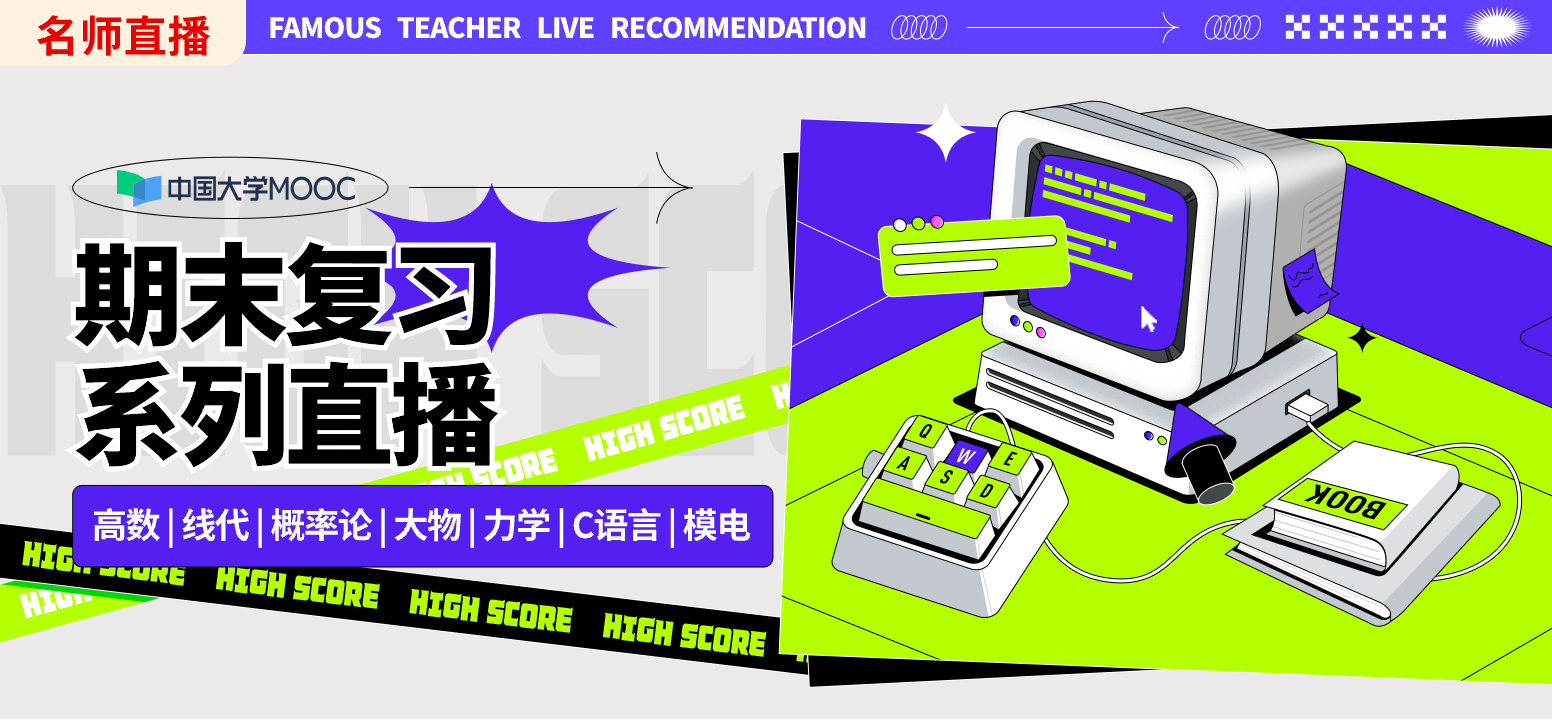 名师直播
FAMOUS TEACHER LIVE RECOMMENDATION
中国大学MOOC
期末复习
系列直播
高数 | 线代 | 概率论 | 大物 | 力学 | C语言 | 模电
HIGH SCORE
HIGH SCORE
HIGH SCORE
HIGH SCORE
HIGH SCORE
HIGH SCORE
Q
W
E
A
S
D
BOOK